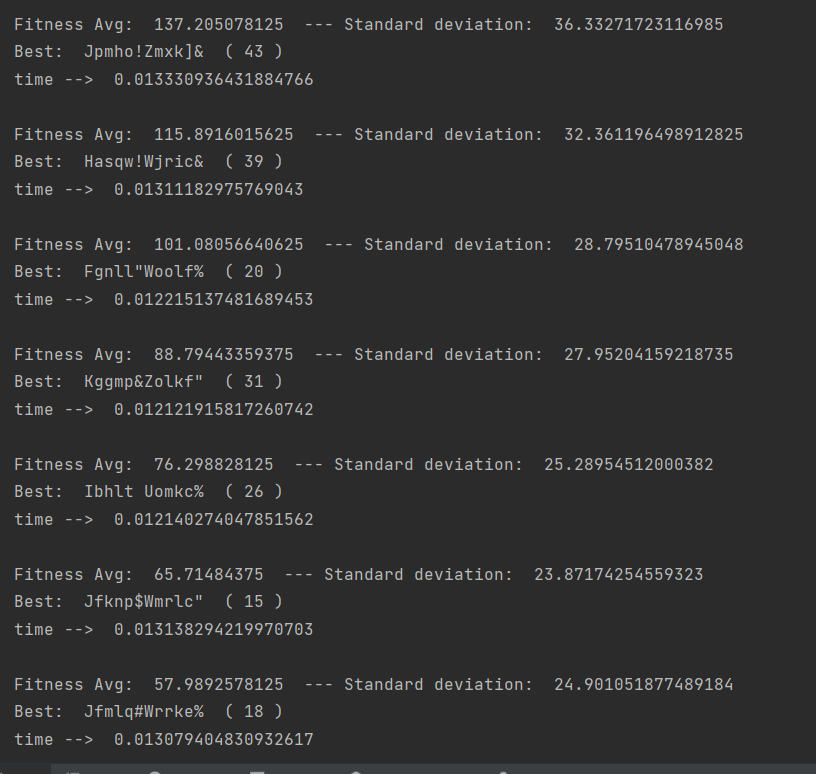 Fitness Avg:  137.205078125  --- Standard deviation:  36.33271723116985
Best:  Jpmho!Zmxk]&  ( 43 )
time -->  0.013330936431884766
Fitness Avg:  115.8916015625  --- Standard deviation:  32.361196498912825
Best:  Hasqw!Wjric&  ( 39 )
time -->  0.01311182975769043
Fitness Avg:  101.08056640625  --- Standard deviation:  28.79510478945048
Best:  Fgnll"Woolf%  ( 20 )
time -->  0.012215137481689453
Fitness Avg:  88.79443359375  --- Standard deviation:  27.95204159218735
Best:  Kggmp&Zolkf"  ( 31 )
time -->  0.012121915817260742
Fitness Avg:  76.298828125  --- Standard deviation:  25.28954512000382
Best:  Ibhlt Uomkc%  ( 26 )
time -->  0.012140274047851562
Fitness Avg:  65.71484375  --- Standard deviation:  23.87174254559323
Best:  Jfknp$Wmrlc"  ( 15 )
time -->  0.013138294219970703
Fitness Avg:  57.9892578125  --- Standard deviation:  24.901051877489184
Best:  Jfmlq#Wrrke%  ( 18 )
time -->  0.013079404830932617